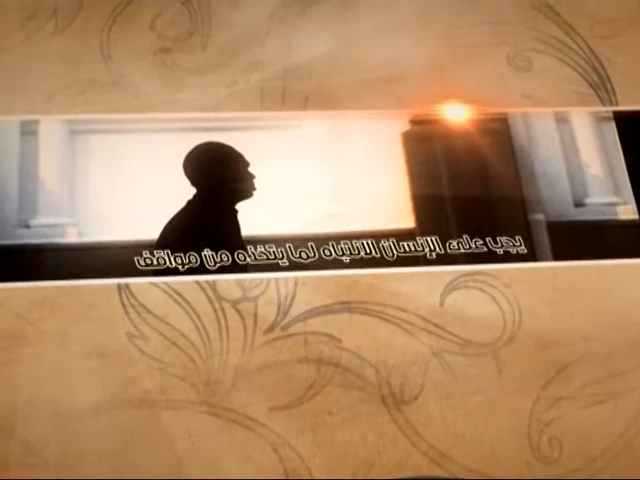 يجب على الإنسان الانتباه لما يتخذه من مواقف